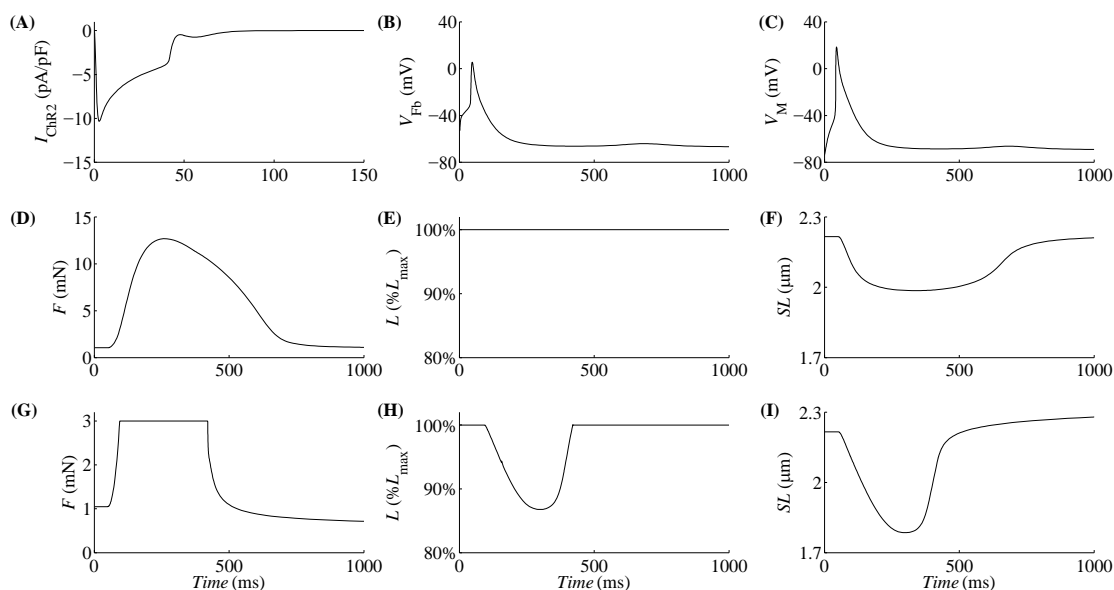 (A)
I_ChR2 (pA/pF)
0
−5
−10
−15
0 50 100 150
(B)
V_Fb (mV)
40
0
−40
−80
0 500 1000
(C)
V_M (mV)
40
0
−40
−80
0 500 1000
(D)
F (mN)
15
10
5
0
0 500 1000
(E)
L (%L_max)
100%
90%
80%
0 500 1000
(F)
SL (μm)
2.3
2
1.7
0 500 1000
(G)
F (mN)
3
2
1
0
0 500 1000
Time (ms)
(H)
L (%L_max)
100%
90%
80%
0 500 1000
Time (ms)
(I)
SL (μm)
2.3
2
1.7
0 500 1000
Time (ms)